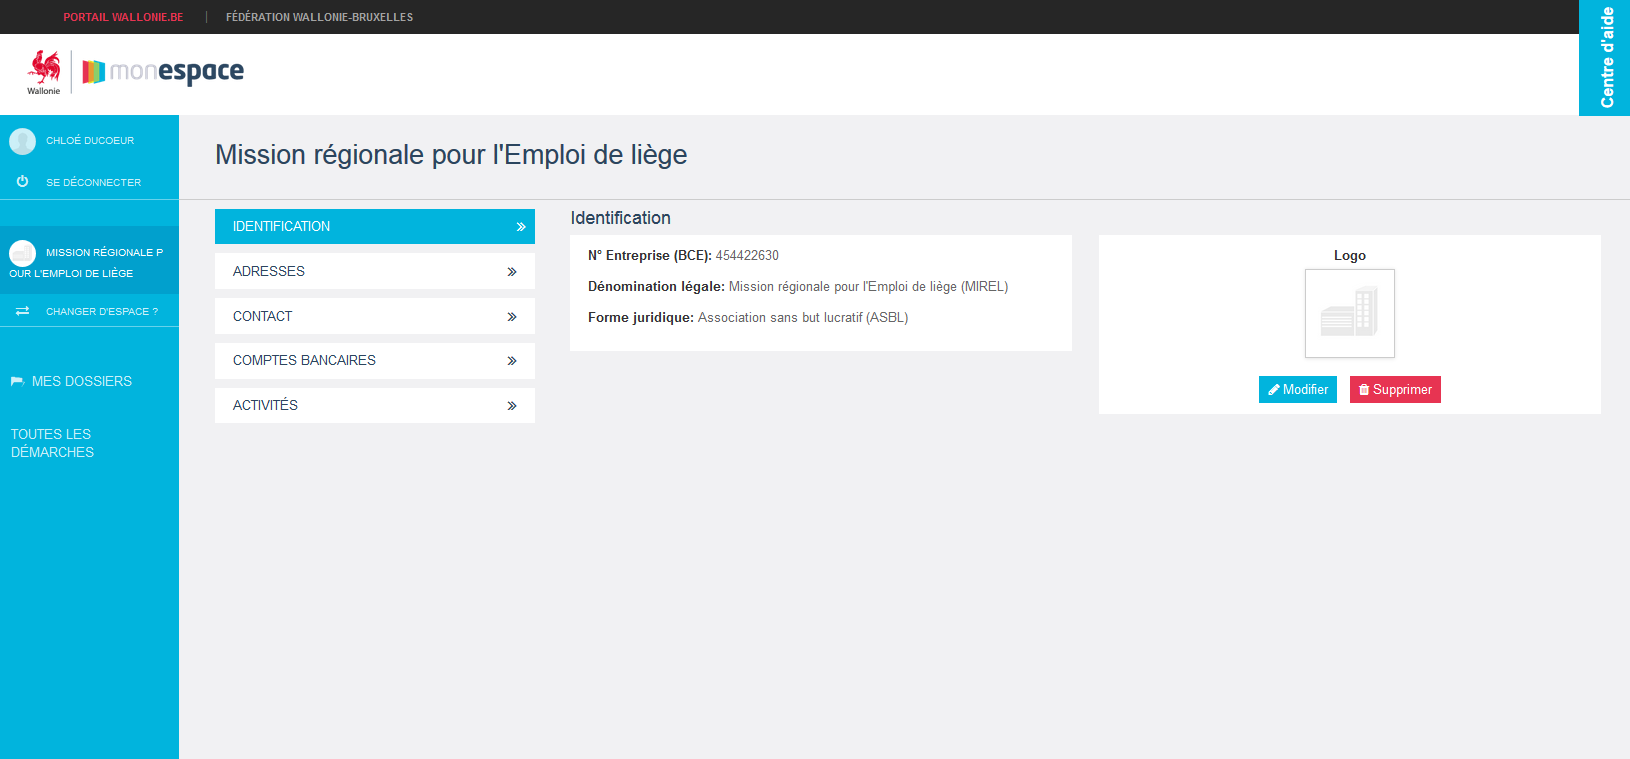 PORTAIL WALLONIE.BE | FÉDÉRATION WALLONIE-BRUXELLES
Centre d'aide
Wallonie
monespace
CHLOÉ DUCOEUR
SE DÉCONNECTER
MISSION RÉGIONALE P
OUR L'EMPLOI DE LIÈGE
CHANGER D'ESPACE ?
MES DOSSIERS
TOUTES LES
DÉMARCHES
Mission régionale pour l'Emploi de liège
IDENTIFICATION
ADRESSES
CONTACT
COMPTES BANCAIRES
ACTIVITÉS
Identification
N° Entreprise (BCE): 454422630
Dénomination légale: Mission régionale pour l'Emploi de liège (MIREL)
Forme juridique: Association sans but lucratif (ASBL)
Logo
Modifier Supprimer